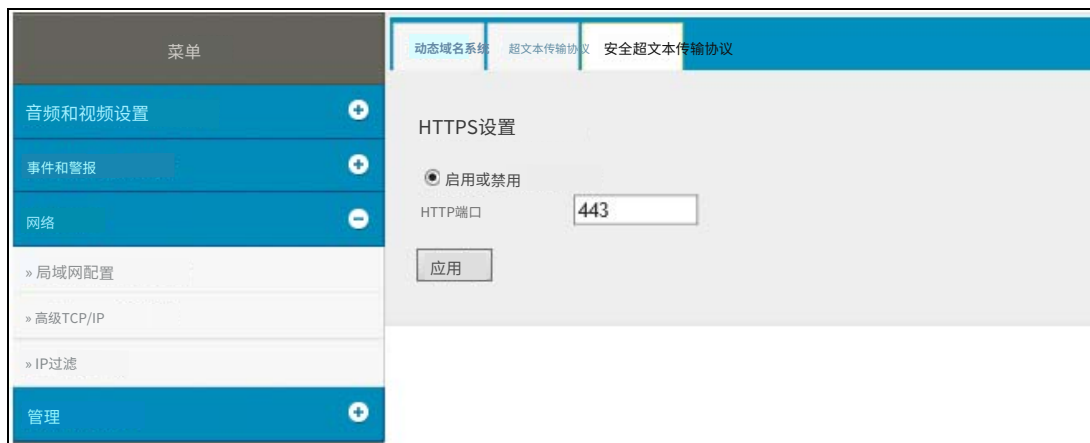 菜单
音频和视频设置
事件和警报
网络
» 局域网配置
» 高级TCP/IP
» IP过滤
管理
动态域名系统 超文本传输协议 安全超文本传输协议
HTTPS设置
启用或禁用
HTTP端口 443
应用